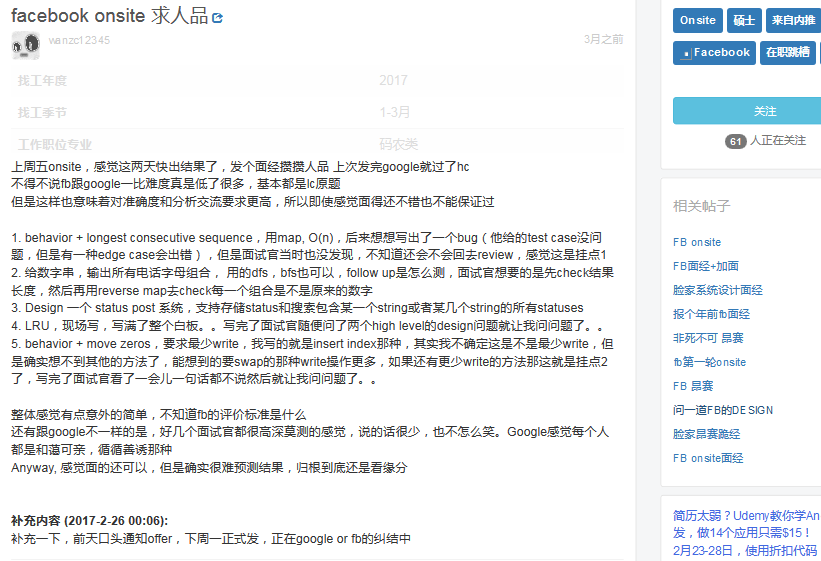 facebook onsite 求人品
wanzc12345
3月之前
找工年度 2017
找工季节 1-3月
工作职位专业 码农类
上周五onsite，感觉这两天快出结果了，发个面经攒攒人品 上次发完google就过了hc
不得不说fb跟google一比难度真是低了很多，基本都是lc原题
但是这样也意味着对准确度和分析交流要求更高，所以即使感觉面得还不错也不能保证过
1. behavior + longest consecutive sequence，用map, O(n)，后来想想写出了一个bug（他给的test case没问
题，但是有一种edge case会出错），但是面试官当时也没发现，不知道还会不会回去review，感觉这是挂点1
2. 给数字串，输出所有电话字母组合， 用的dfs，bfs也可以，follow up是怎么测，面试官想要的是先check结果
长度，然后再用reverse map去check每一个组合是不是原来的数字
3. Design 一个 status post 系统，支持存储status和搜索包含某一个string或者某几个string的所有statuses
4. LRU，现场写，写满了整个白板。。写完了面试官随便问了两个high level的design问题就让我问问题了。。
5. behavior + move zeros，要求最少write，我写的就是insert index那种，其实我不确定这是不是最少write，但
是确实想不到其他的方法了，能想到的要swap的那种write操作更多，如果还有更少write的方法那这就是挂点2
了，写完了面试官看了一会儿一句话都不说然后就让我问问题了。。
整体感觉有点意外的简单，不知道fb的评价标准是什么
还有跟google不一样的是，好几个面试官都很高深莫测的感觉，说的话很少，也不怎么笑。Google感觉每个人
都是和蔼可亲，循循善诱那种
Anyway, 感觉面的还可以，但是确实很难预测结果，归根到底还是看缘分
补充内容 (2017-2-26 00:06):
补充一下，前天口头通知offer，下周一正式发，正在google or fb的纠结中
Onsite 硕士 来自内推
Facebook 在职跳槽
关注
61 人正在关注
相关帖子
FB onsite
FB面经+加面
脸家系统设计面经
报个年前fb面经
非死不可 昂赛
fb第一轮onsite
FB 昂赛
问一道FB的DESIGN
脸家昂赛跪经
FB onsite面经
简历太弱？Udemy教你学An
发，做14个应用只需$15！
2月23-28日，使用折扣代码